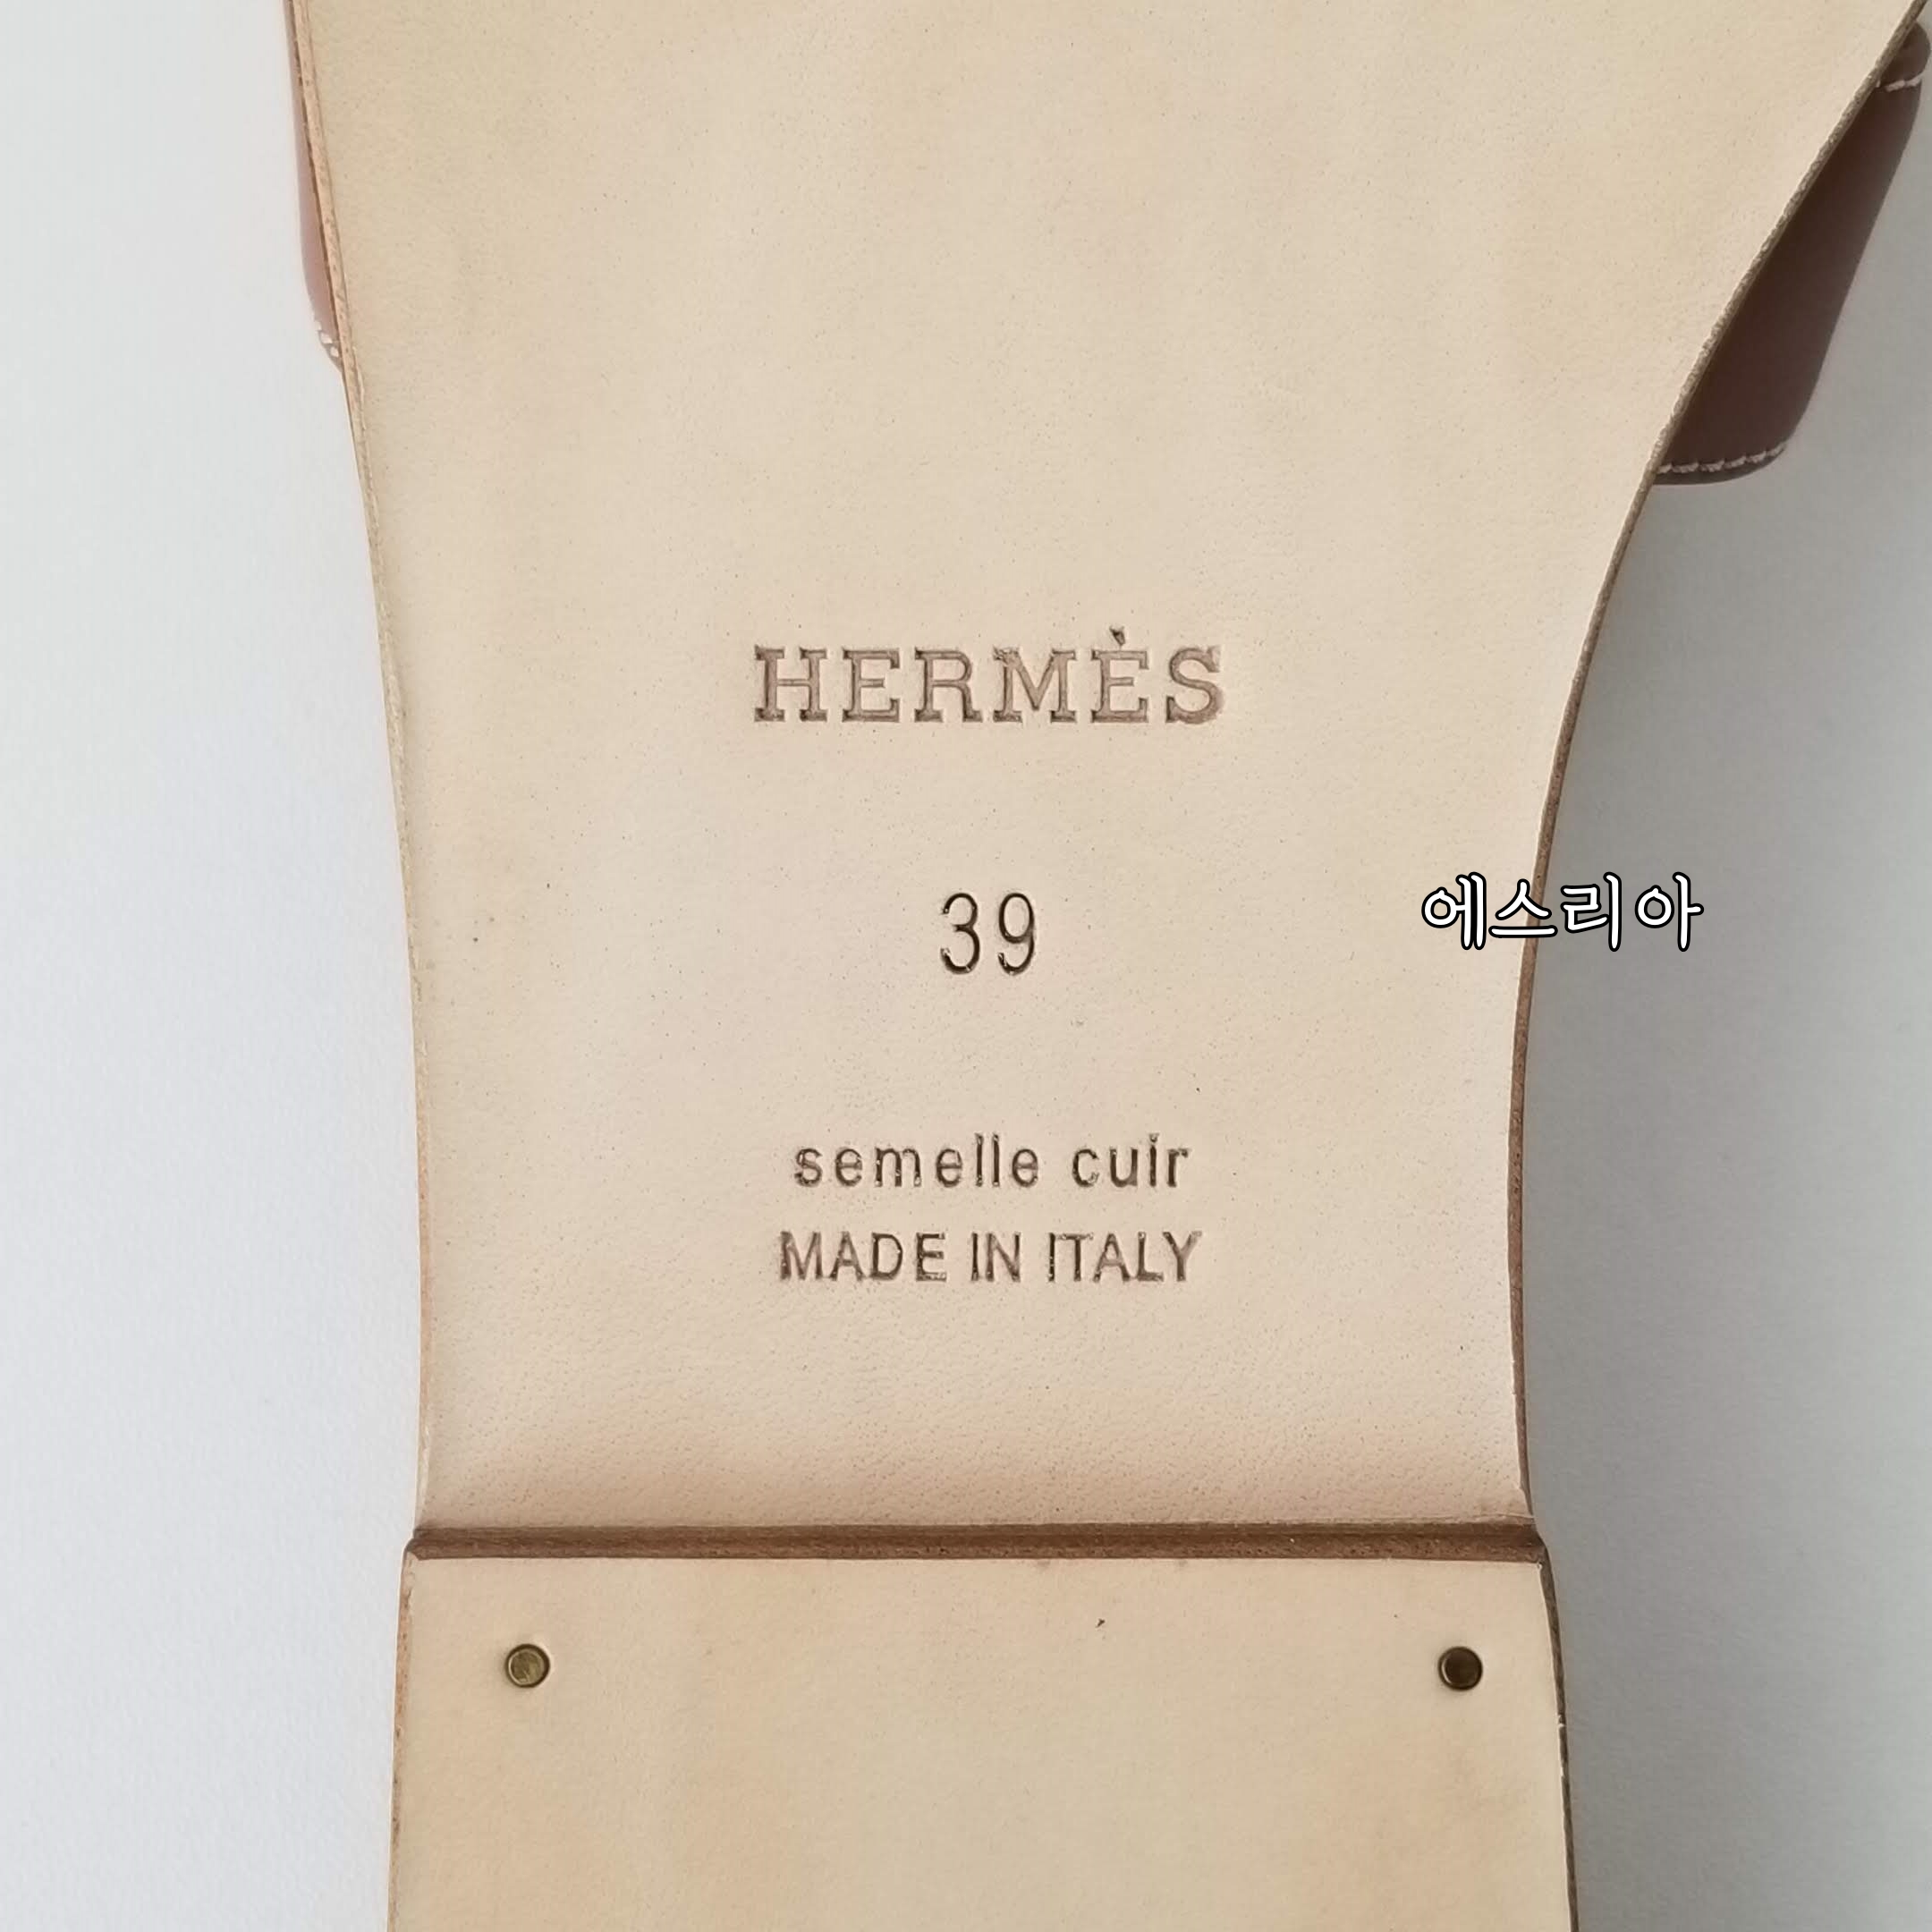 HERMÈS
39
에스리아
semelle cuir
MADE IN ITALY